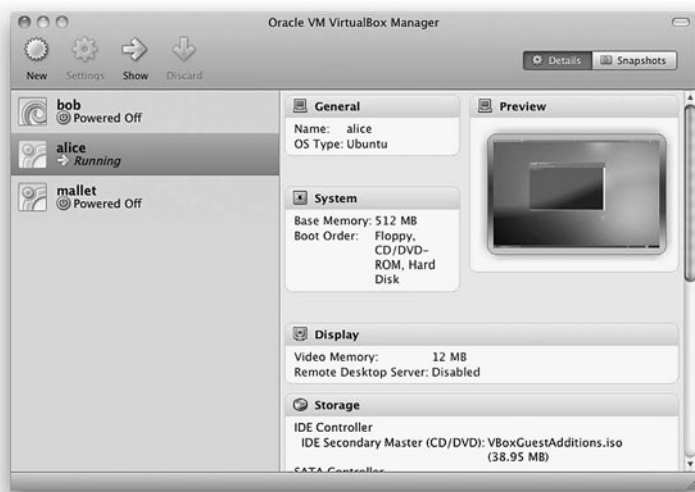 Oracle VM VirtualBox Manager
New Settings Show Discard
Details Snapshots
bob
Powered Off
alice
Running
mallet
Powered Off
General
Name: alice
OS Type: Ubuntu
System
Base Memory: 512 MB
Boot Order: Floppy,
CD/DVD-
ROM, Hard
Disk
Preview
Display
Video Memory: 12 MB
Remote Desktop Server: Disabled
Storage
IDE Controller
IDE Secondary Master (CD/DVD): VBoxGuestAdditions.iso
(38.95 MB)
SATA Controller